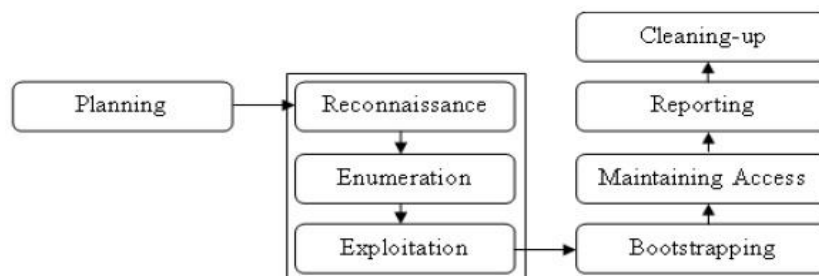 Planning
Reconnaissance
Enumeration
Exploitation
Bootstrapping
Maintaining Access
Reporting
Cleaning-up